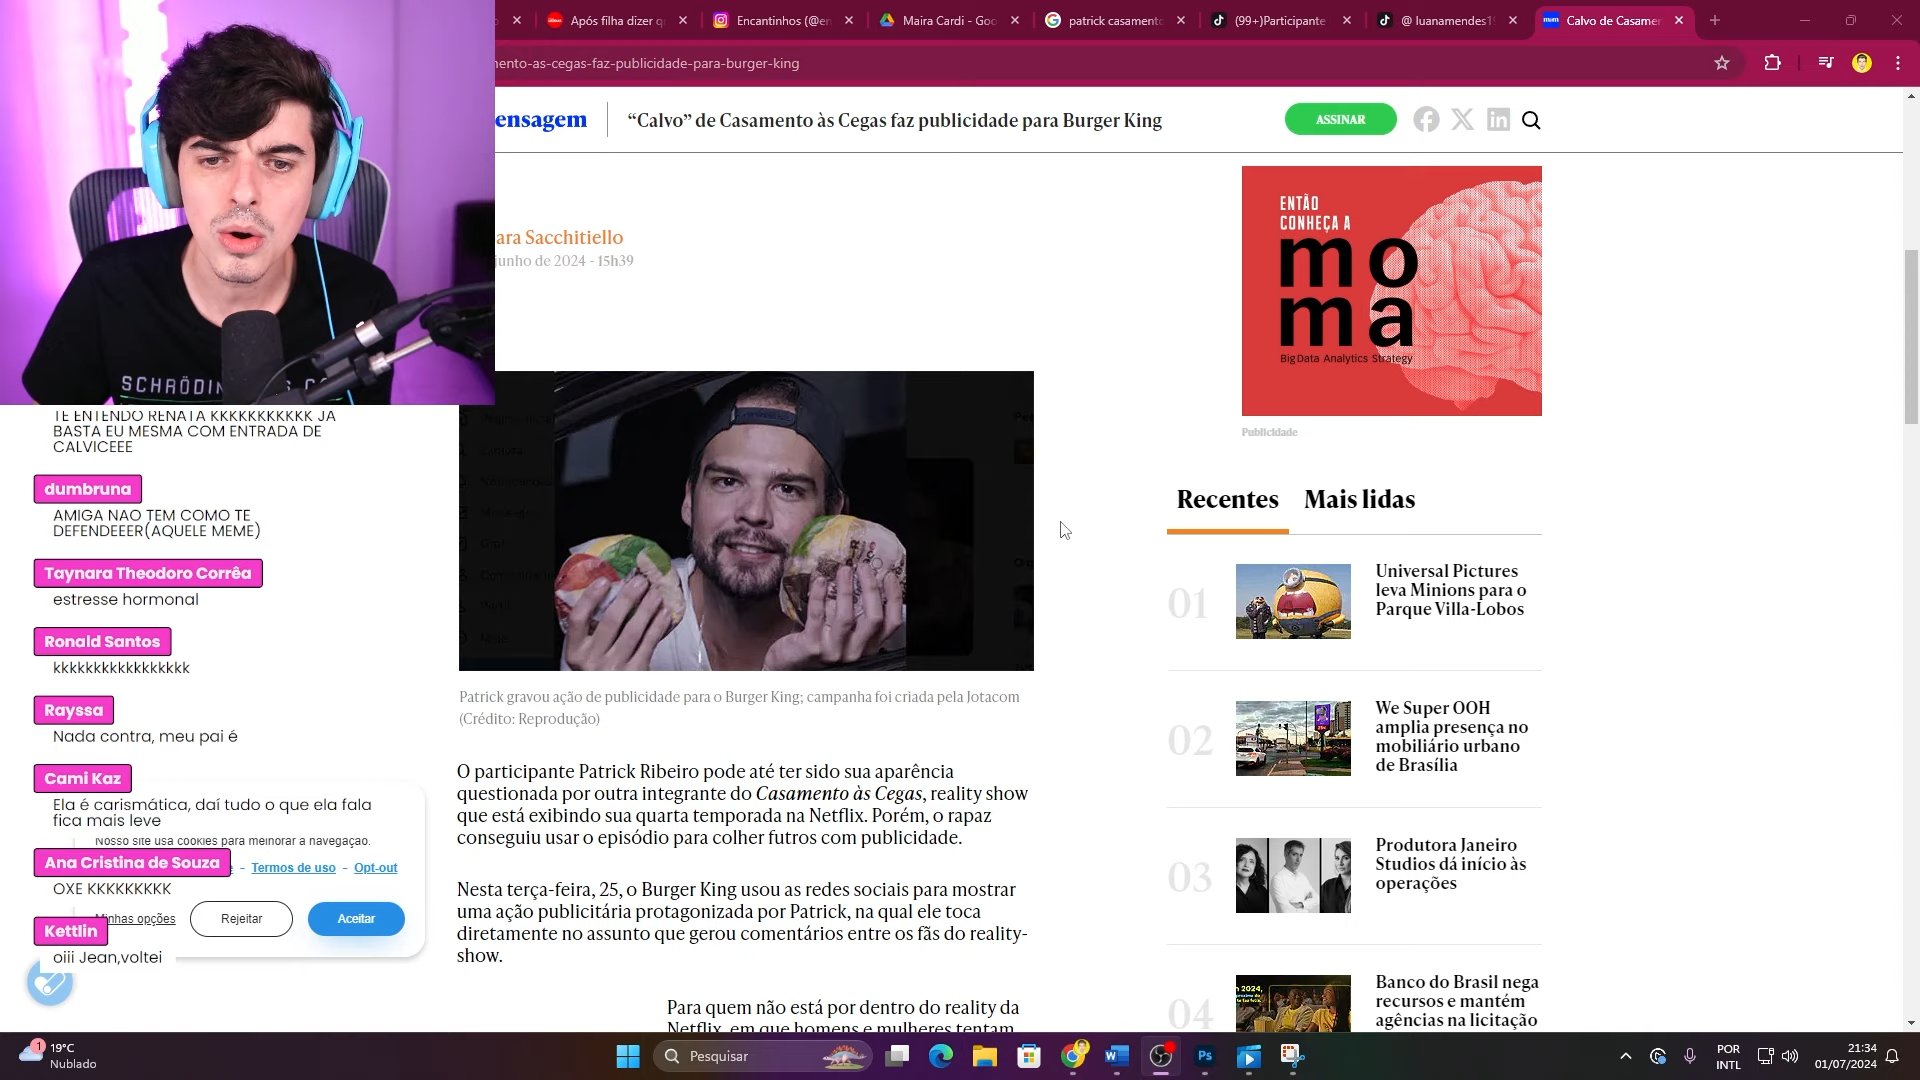 Após filha dizer q
Encantinhos (@en
Maira Cardi - Goo
patrick casamento
(99+)Participante
@ luanamendes1
Calvo de Casamer
nento-as-cegas-faz-publicidade-para-burger-king
ensagem
“Calvo” de Casamento às Cegas faz publicidade para Burger King
ASSINAR
ara Sacchitiello
junho de 2024 - 15h39
ENTÃO
CONHEÇA A
mo
ma
BigData Analytics Strategy
Publicidade
SCHRÖDIN
TE ENTENDO RENATA KKKKKKKKKKK JA
BASTA EU MESMA COM ENTRADA DE
CALVICEEE
dumbruna
AMIGA NAO TEM COMO TE
DEFENDEEER(AQUELE MEME)
Taynara Theodoro Corrêa
estresse hormonal
Ronald Santos
kkkkkkkkkkkkkkkkk
Rayssa
Nada contra, meu pai é
Cami Kaz
Ela é carismática, daí tudo o que ela fala
fica mais leve
Nosso site usa cookies para melhorar a navegação.
Ana Cristina de Souza
- Termos de uso - Opt-out
OXE KKKKKKKKK
Minhas opções
Rejeitar
Aceitar
Kettlin
oiii Jean,voltei
Patrick gravou ação de publicidade para o Burger King; campanha foi criada pela Jotacom
(Crédito: Reprodução)
O participante Patrick Ribeiro pode até ter sido sua aparência
questionada por outra integrante do Casamento às Cegas, reality show
que está exibindo sua quarta temporada na Netflix. Porém, o rapaz
conseguiu usar o episódio para colher futros com publicidade.
Nesta terça-feira, 25, o Burger King usou as redes sociais para mostrar
uma ação publicitária protagonizada por Patrick, na qual ele toca
diretamente no assunto que gerou comentários entre os fãs do reality-
show.
Para quem não está por dentro do reality da
Netflix, em que homens e mulheres tentam
Recentes
Mais lidas
01
Universal Pictures
leva Minions para o
Parque Villa-Lobos
02
We Super OOH
amplia presença no
mobiliário urbano
de Brasília
03
Produtora Janeiro
Studios dá início às
operações
04
Banco do Brasil nega
recursos e mantém
agências na licitação
1
19°C
Nublado
Pesquisar
Ps
POR
INTL
21:34
01/07/2024